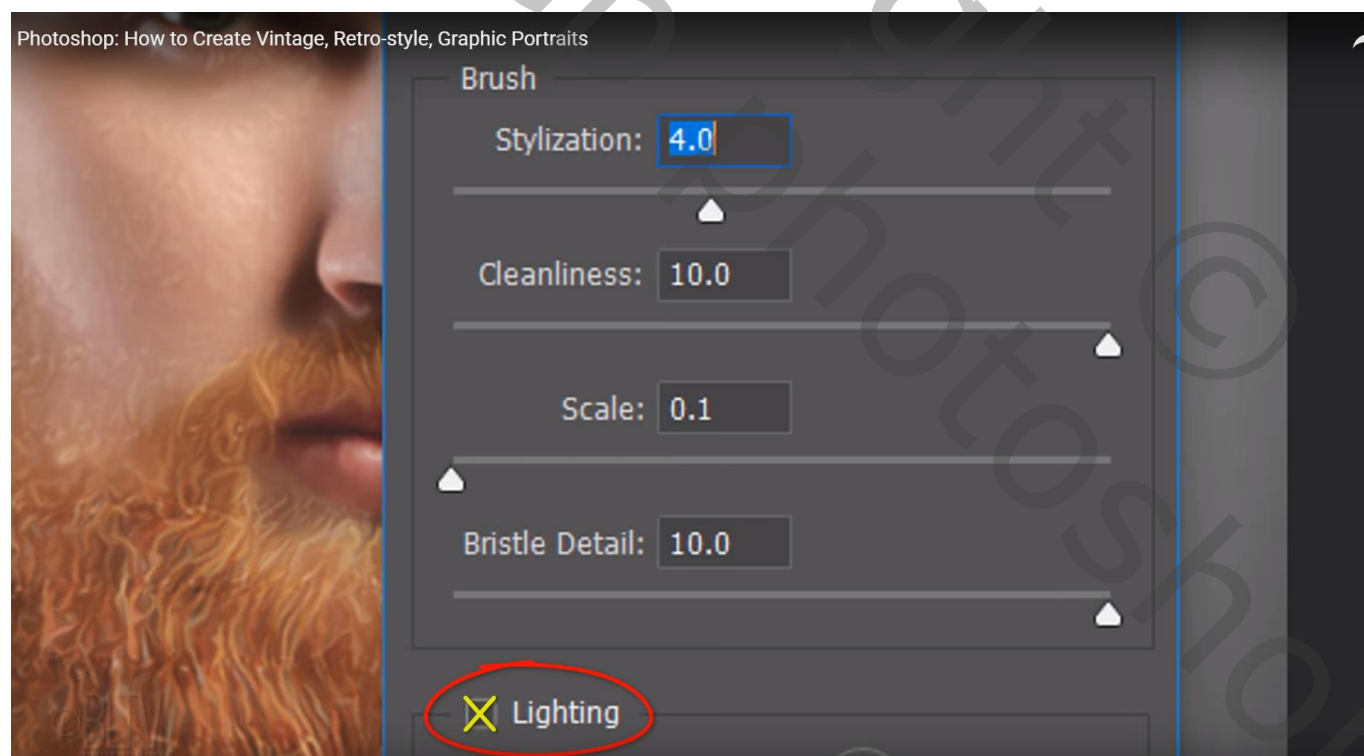 Photoshop: How to Create Vintage, Retro-style, Graphic Portraits
Brush
Stylization: 4.0
Cleanliness: 10.0
Scale: 0.1
Bristle Detail: 10.0
Lighting